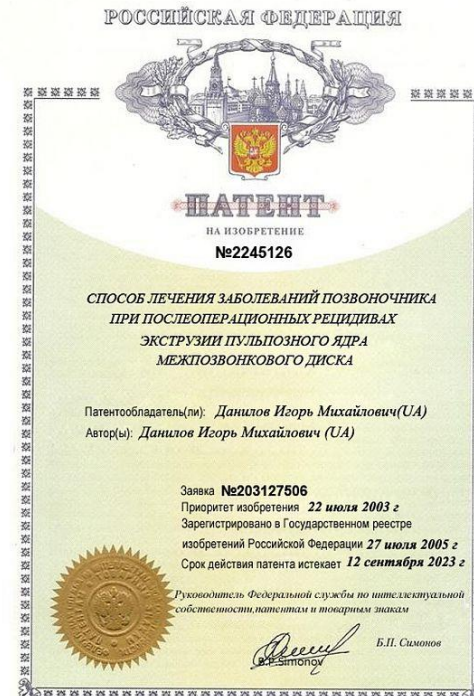 РОССИЙСКАЯ ФЕДЕРАЦИЯ
ПАТЕНТ
НА ИЗОБРЕТЕНИЕ
№2245126
СПОСОБ ЛЕЧЕНИЯ ЗАБОЛЕВАНИЙ ПОЗВОНОЧНИКА
ПРИ ПОСЛЕОПЕРАЦИОННЫХ РЕЦИДИВАХ
ЭКСТРУЗИИ ПУЛЬПОЗНОГО ЯДРА
МЕЖПОЗВОНКОВОГО ДИСКА
Патентообладатель(ли): Данилов Игорь Михайлович(UA)
Автор(ы): Данилов Игорь Михайлович (UA)
Заявка №203127506
Приоритет изобретения 22 июля 2003 г
Зарегистрировано в Государственном реестре
изобретений Российской Федерации 27 июля 2005 г
Срок действия патента истекает 12 сентября 2023 г
Руководитель Федеральной службы по интеллектуальной
собственности,патентам и товарным знакам
Б.П. Симонов
B.P.Simonov